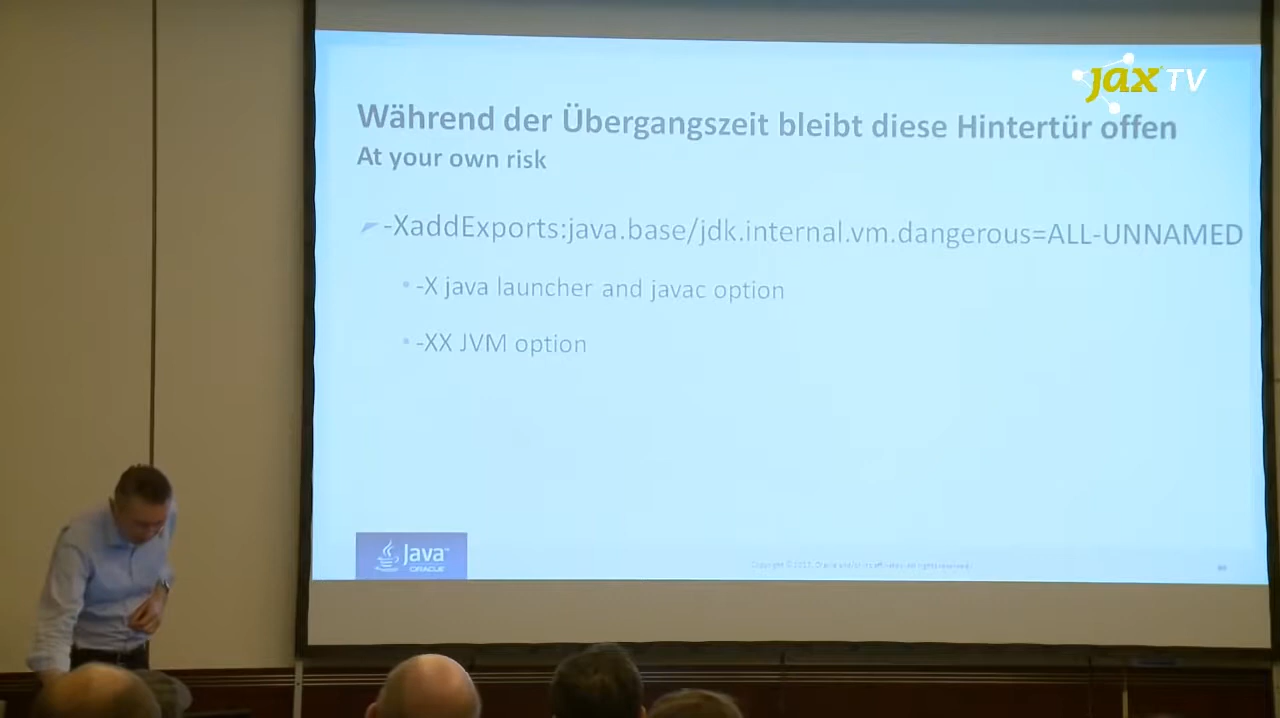 JAX TV
Während der Übergangszeit bleibt diese Hintertür offen
At your own risk
-XaddExports:java.base/jdk.internal.vm.dangerous=ALL-UNNAMED
-X java launcher and javac option
-XX JVM option
Java
ORACLE